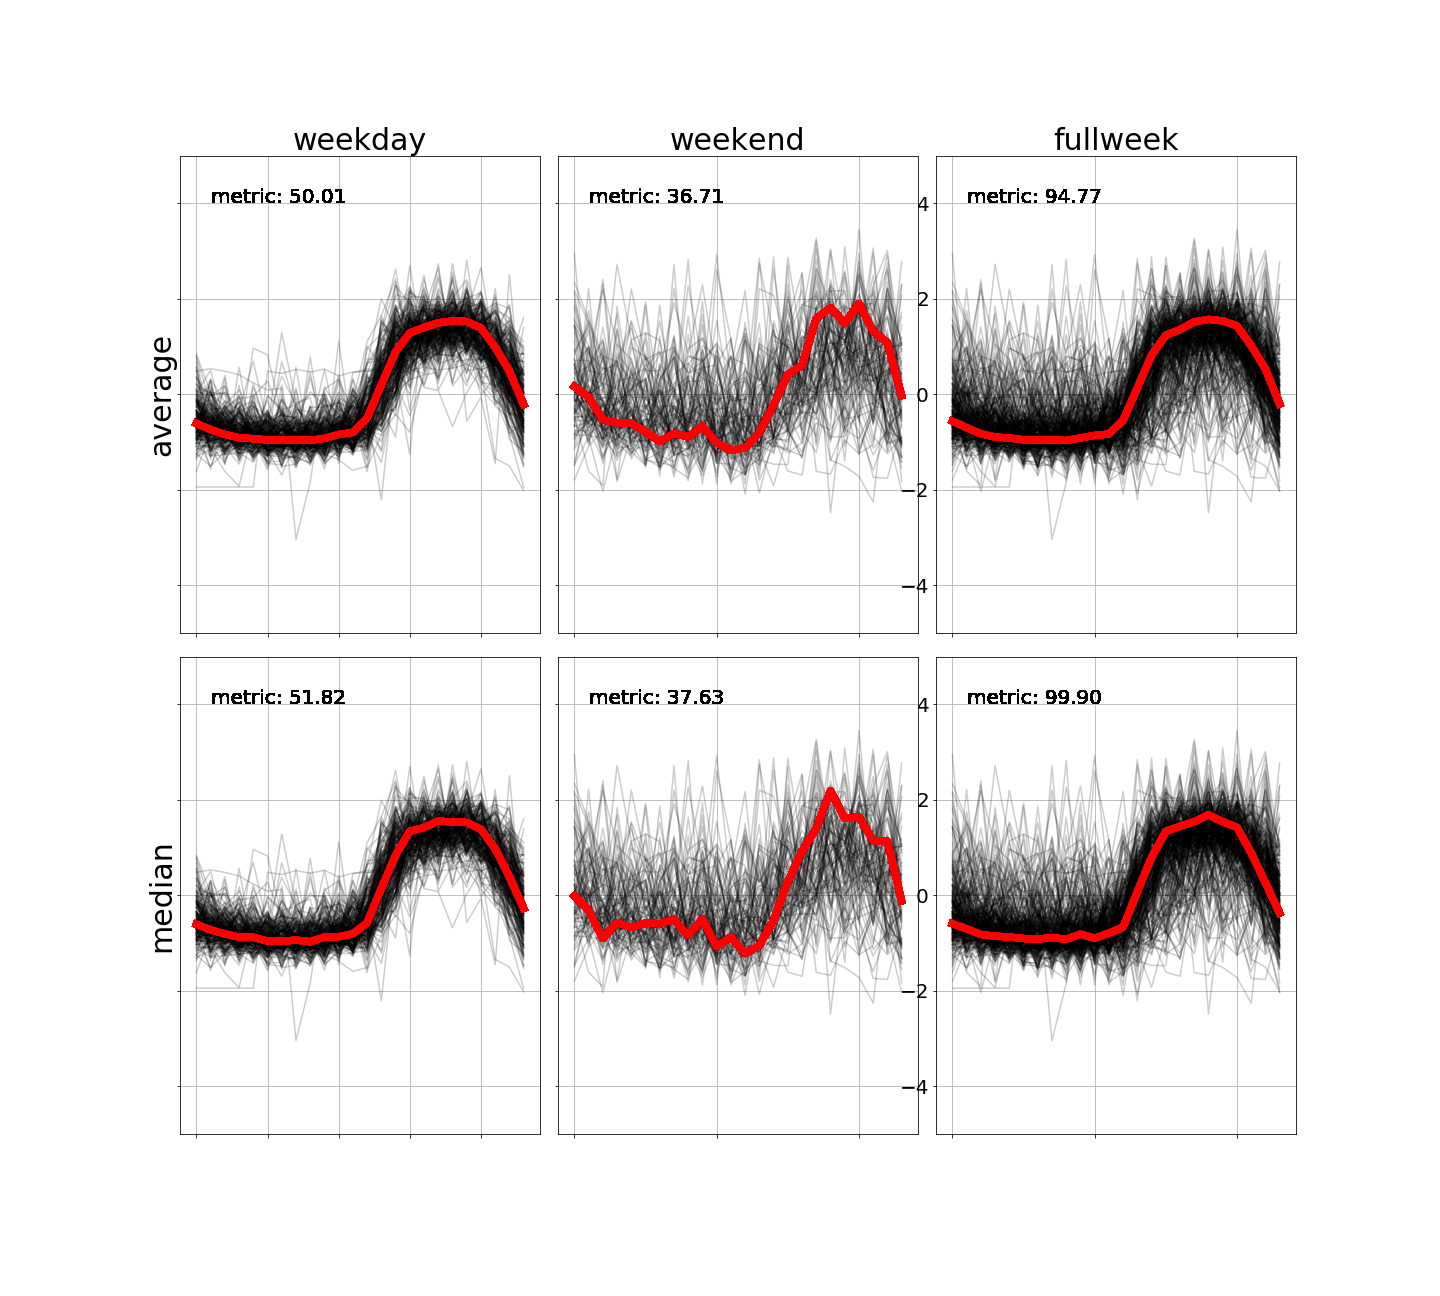 weekday
weekend
fullweek
metric: 50.01
metric: 36.71
metric: 94.77
4
2
0
−2
−4
average
metric: 51.82
metric: 37.63
metric: 99.90
4
2
0
−2
−4
median